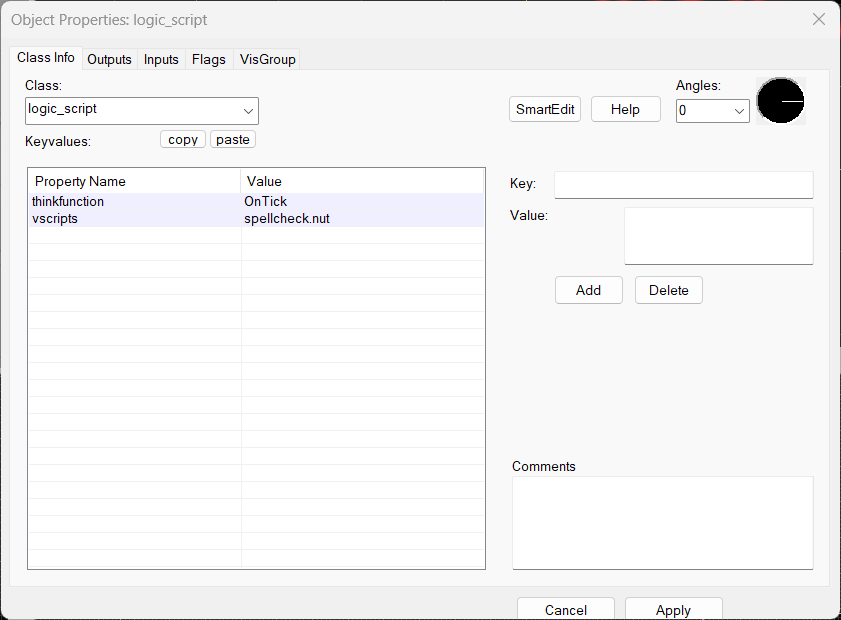 Object Properties: logic_script
Class Info Outputs Inputs Flags VisGroup
Class:
logic_script
SmartEdit Help
Angles:
0
Keyvalues: copy paste
Property Name Value
thinkfunction OnTick
vscripts spellcheck.nut
Key:
Value:
Add Delete
Comments
Cancel Apply